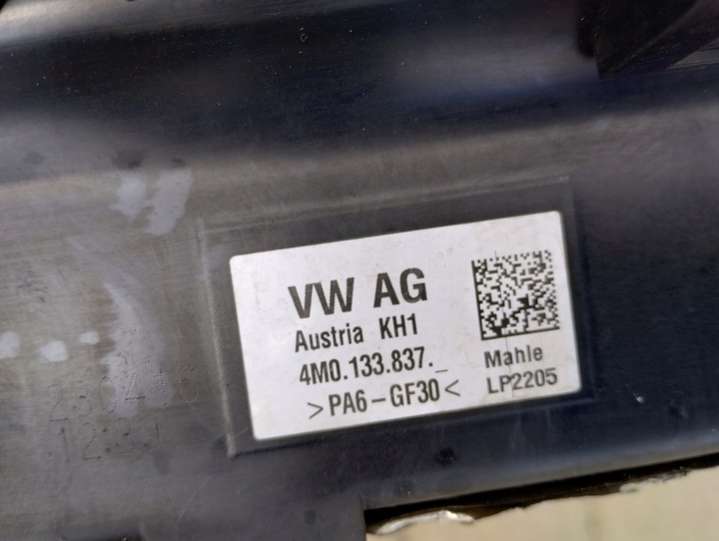 VW AG
Austria KH1
4M0.133.837._
>PA6-GF30<
Mahle
LP2205